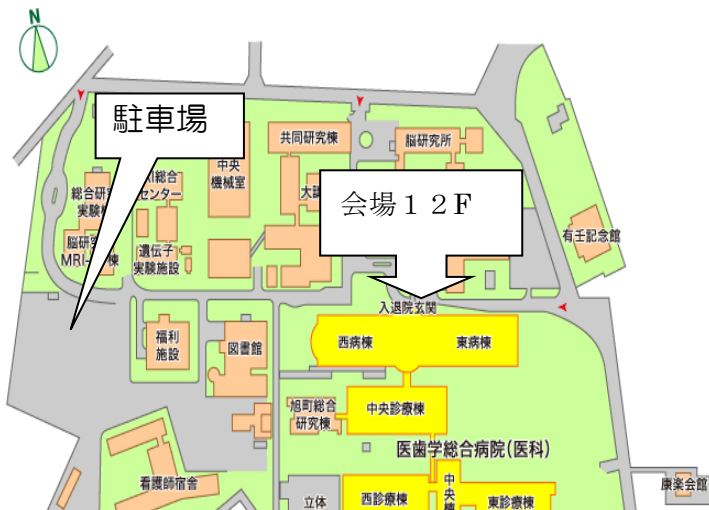 N
駐車場
共同研究棟
脳研究所
中央
機械室
総合
センター
総合研
実験
会場１２F
脳研
MRI
棟
遺伝子
実験施設
有壬記念館
入退院玄関
福利
施設
図書館
西病棟
東病棟
旭町総合
研究棟
中央診療棟
医歯学総合病院(医科)
看護師宿舎
立体
西診療棟
中
央
棟
東診療棟
康楽会館